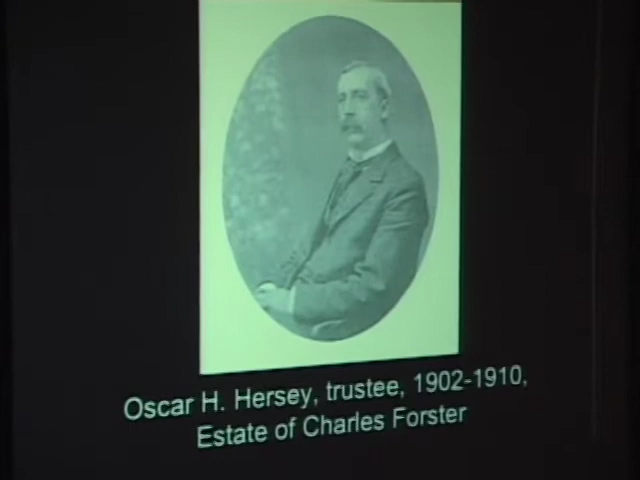 Oscar H. Hersey, trustee, 1902-1910,
Estate of Charles Forster